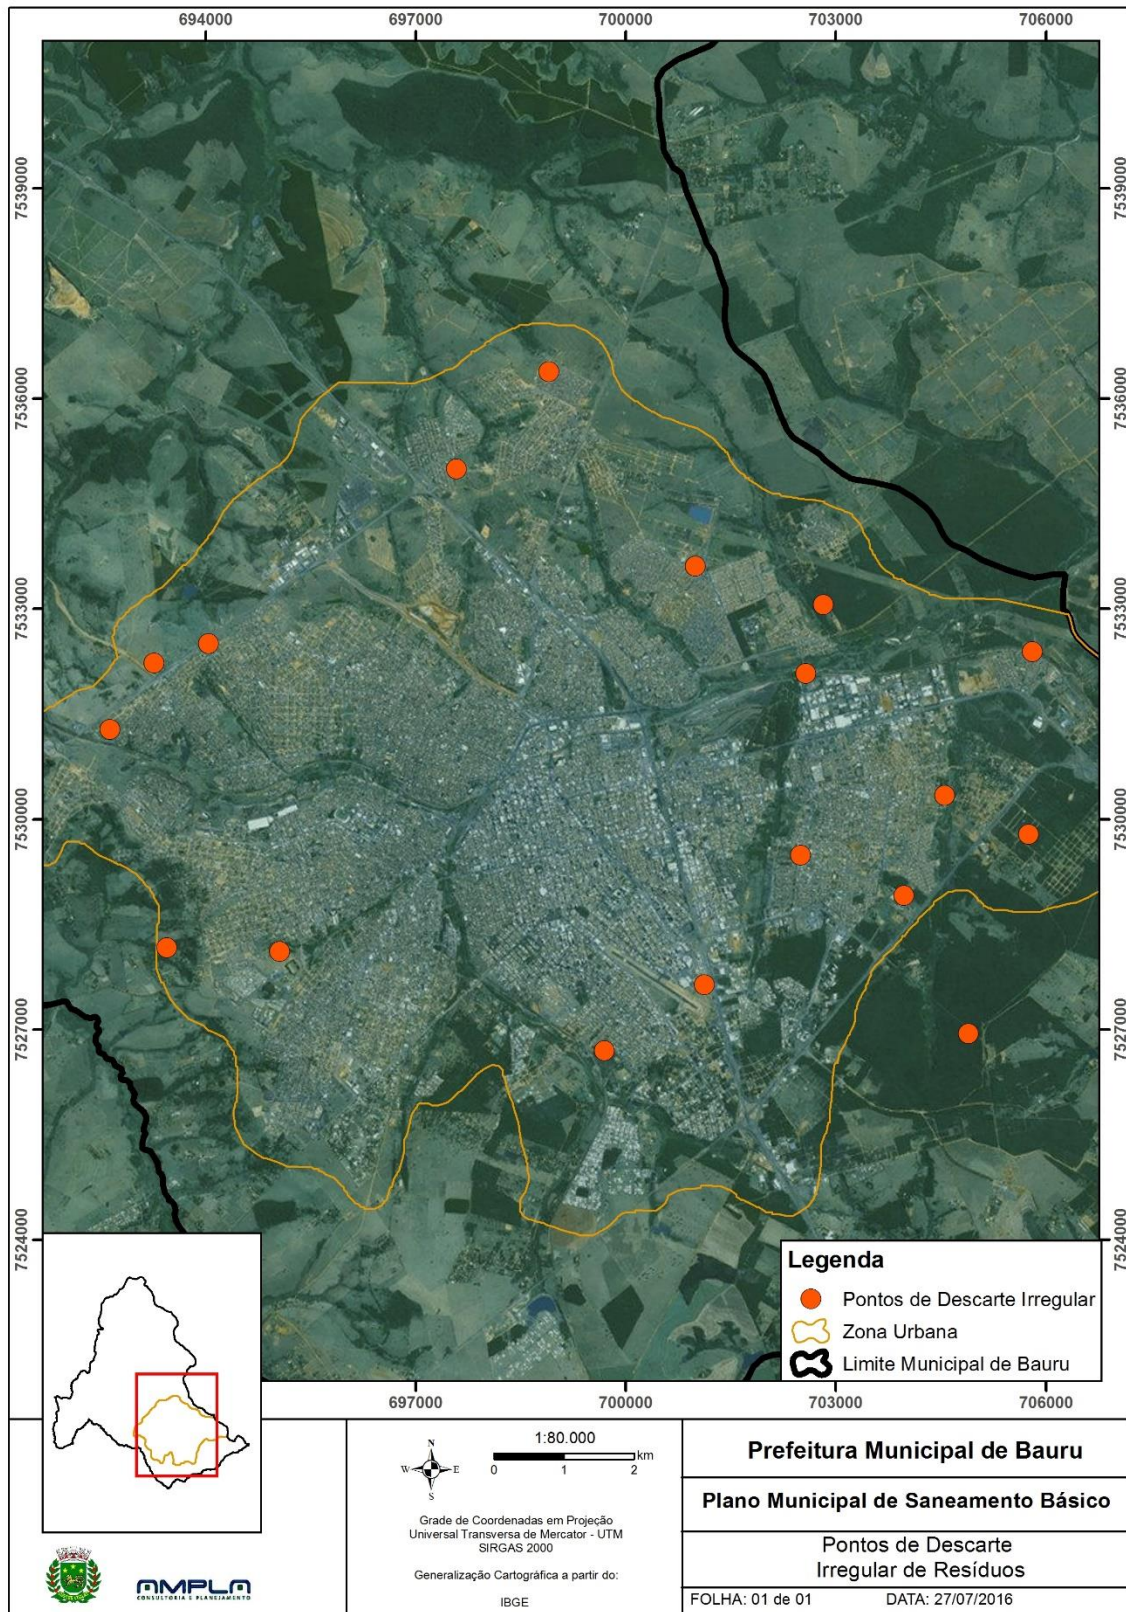 694000
697000
700000
703000
706000
7539000
7539000
7536000
7536000
7533000
7533000
7530000
7530000
7527000
7527000
7524000
7524000
Legenda
Pontos de Descarte Irregular
Zona Urbana
Limite Municipal de Bauru
697000
700000
703000
706000
N
W
E
S
1:80.000
km
0
1
2
Grade de Coordenadas em Projeção
Universal Transversa de Mercator - UTM
SIRGAS 2000
Generalização Cartográfica a partir do:
IBGE
AMPLA
CONSULTORIA E PLANEJAMENTO
Prefeitura Municipal de Bauru
Plano Municipal de Saneamento Básico
Pontos de Descarte
Irregular de Resíduos
FOLHA: 01 de 01
DATA: 27/07/2016